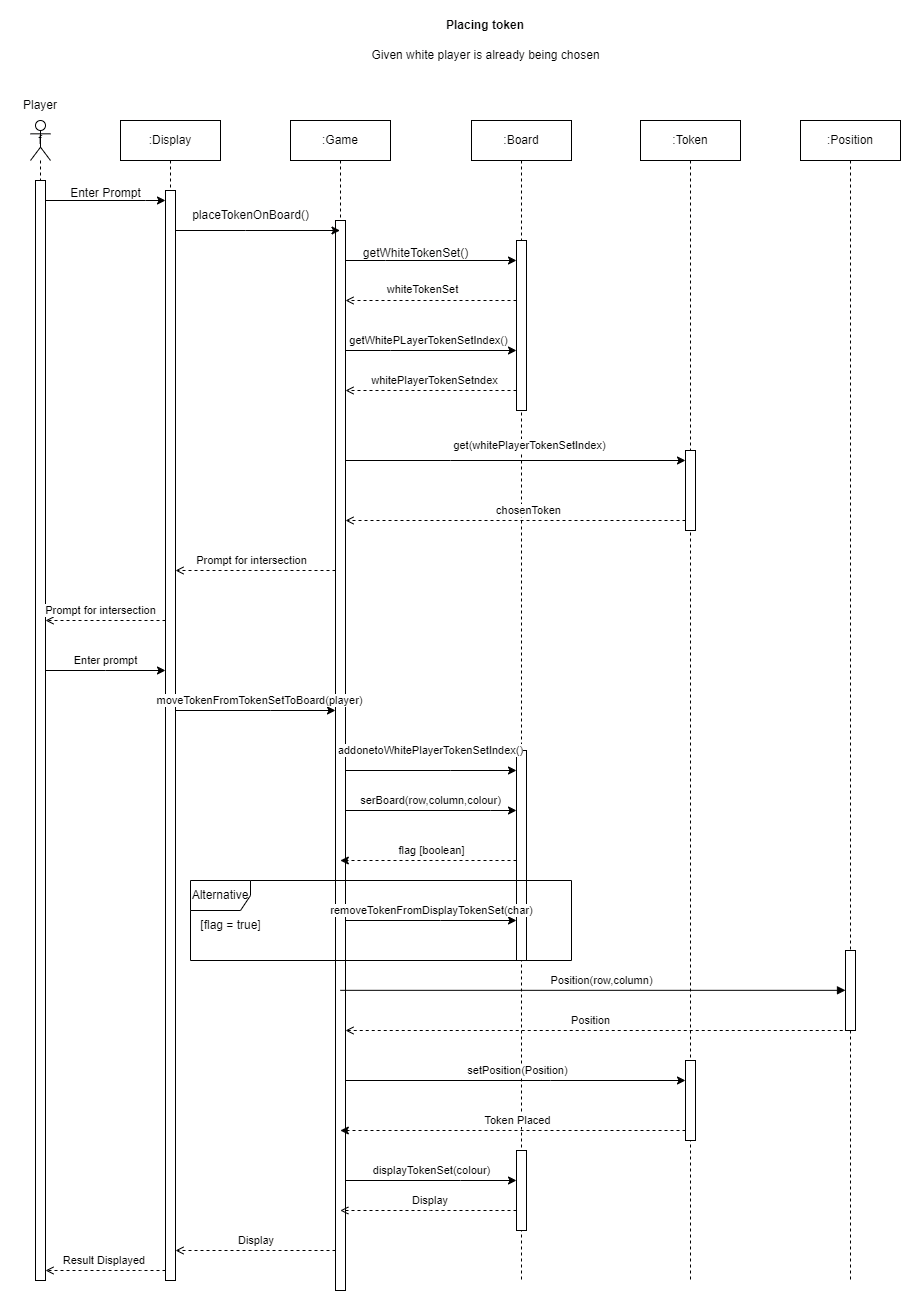 Placing token
Given white player is already being chosen
Player
:Display
:Game
:Board
:Token
:Position
Enter Prompt
placeTokenOnBoard()
getWhiteTokenSet()
whiteTokenSet
getWhitePLayerTokenSetIndex()
whitePlayerTokenSetndex
get(whitePlayerTokenSetIndex)
chosenToken
Prompt for intersection
Prompt for intersection
Enter prompt
moveTokenFromTokenSetToBoard(player)
addonetoWhitePlayerTokenSetIndex()
serBoard(row,column,colour)
flag [boolean]
Alternative
removeTokenFromDisplayTokenSet(char)
[flag = true]
Position(row,column)
Position
setPosition(Position)
Token Placed
displayTokenSet(colour)
Display
Display
Result Displayed